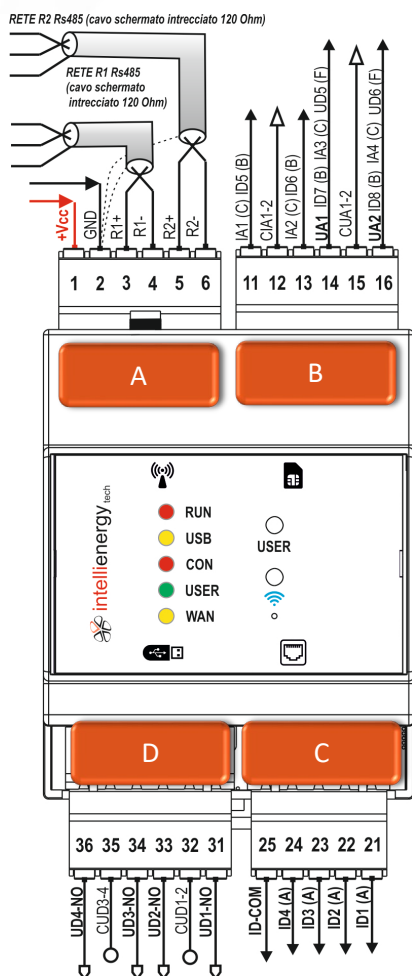 RETE R2 Rs485 (cavo schermato intrecciato 120 Ohm)
RETE R1 Rs485
(cavo schermato
intrecciato 120 Ohm)
+Vcc
GND
R1+
R1-
R2+
R2-
IA1 (C) ID5 (B)
CIA1-2
IA2 (C) ID6 (B)
UA1 ID7 (B) IA3 (C) UD5 (F)
CUA1-2
UA2 ID8 (B) IA4 (C) UD6 (F)
1 2 3 4 5 6
11 12 13 14 15 16
A
B
intellienergy tech
RUN
USB
CON
USER
WAN
USER
D
C
36 35 34 33 32 31
25 24 23 22 21
UD4-NO
CUD3-4
UD3-NO
UD2-NO
CUD1-2
UD1-NO
ID-COM
ID4 (A)
ID3 (A)
ID2 (A)
ID1 (A)